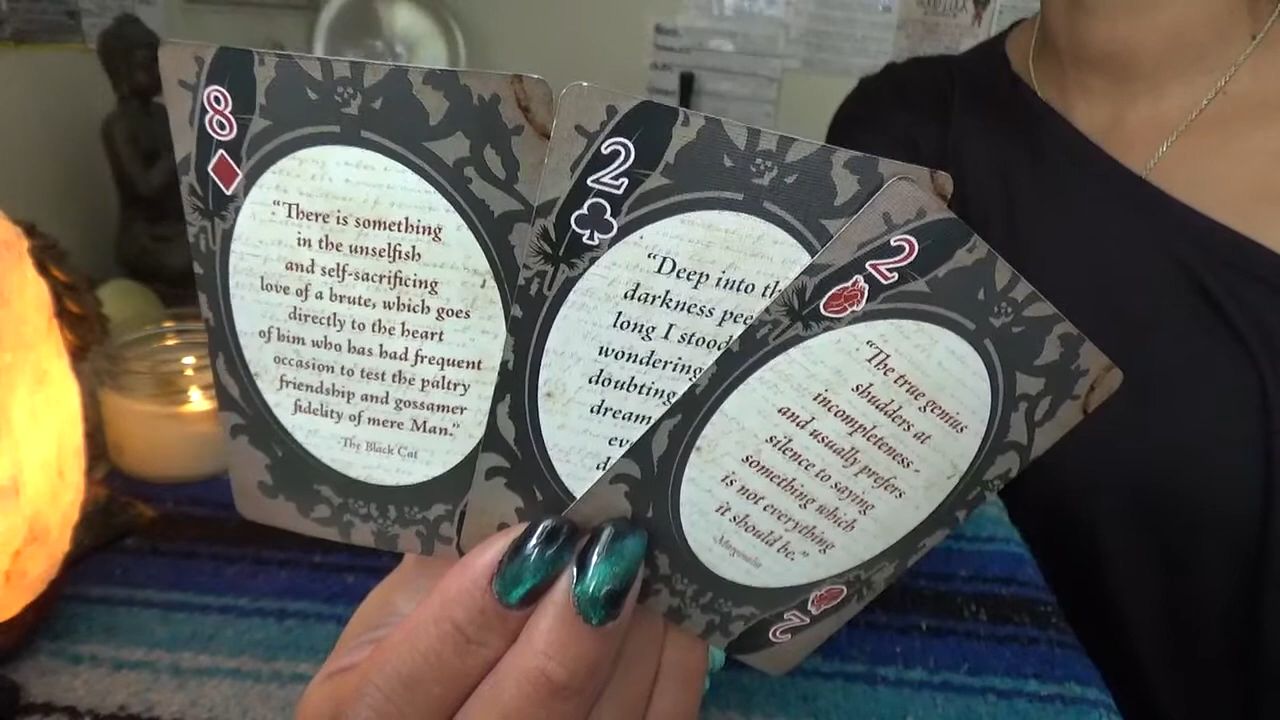 8
"There is something
in the unselfish
and self-sacrificing
love of a brute, which goes
directly to the heart
of him who has had frequent
occasion to test the paltry
friendship and gossamer
fidelity of mere Man."
The Black Cat
2
"Deep into
darkness
long I stood
wondering
doubting
2
"The true genius
shudders at
incompleteness-
and usually prefers
silence to saying
something which
is not everything
it should be."
Marginalia
2